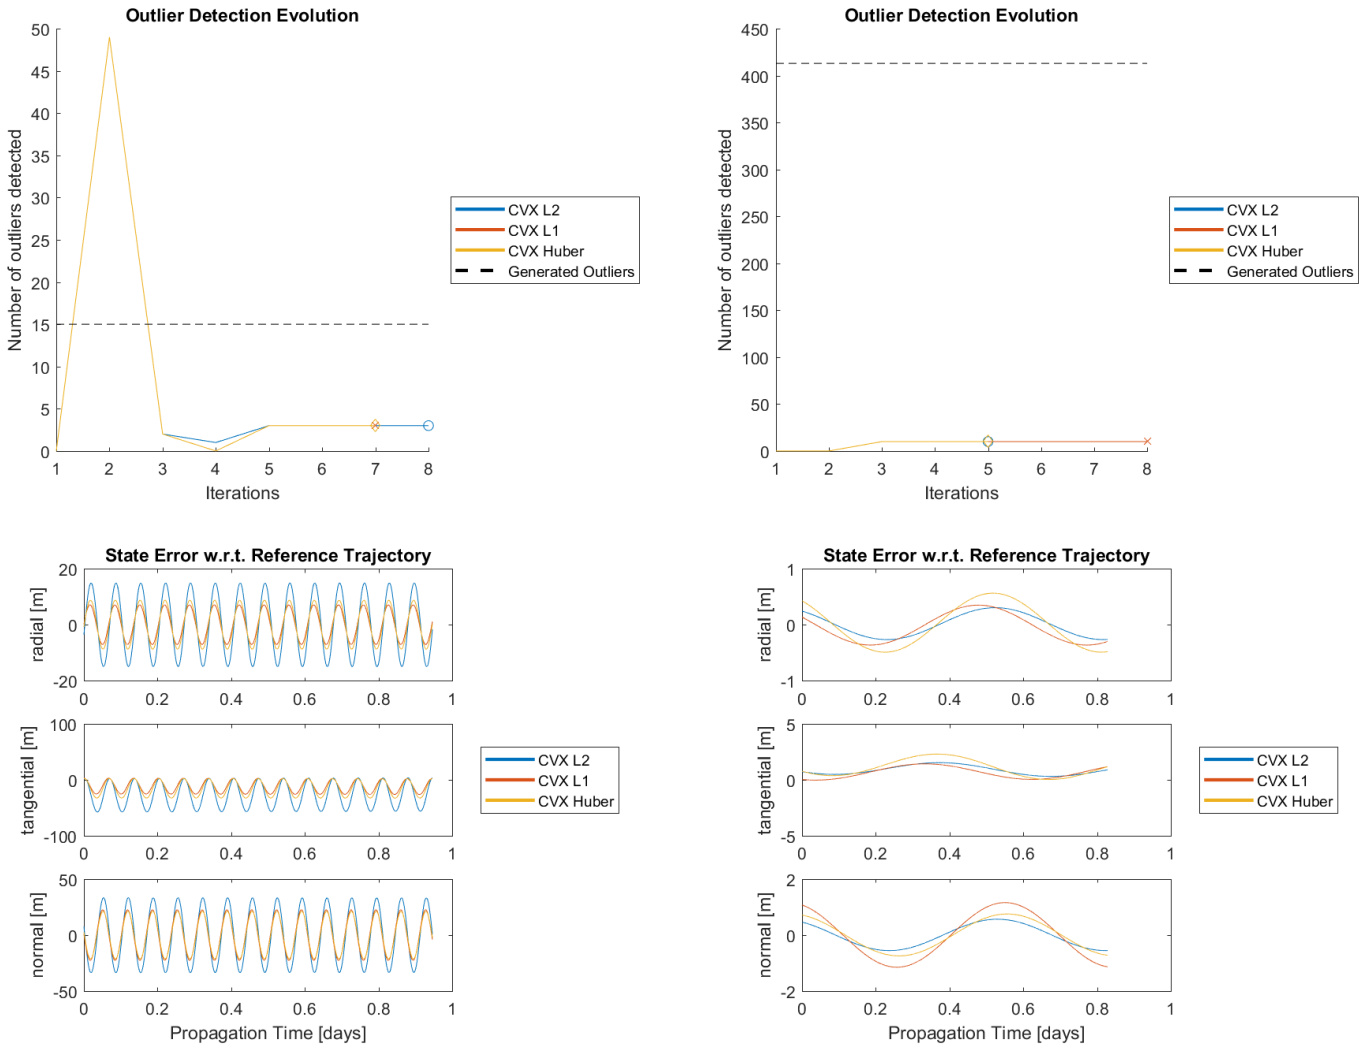 Outlier Detection Evolution
50
45
40
35
30
25
20
15
10
5
0
Number of outliers detected
1 2 3 4 5 6 7 8
Iterations
CVX L2
CVX L1
CVX Huber
Generated Outliers
Outlier Detection Evolution
450
400
350
300
250
200
150
100
50
0
Number of outliers detected
1 2 3 4 5 6 7 8
Iterations
CVX L2
CVX L1
CVX Huber
Generated Outliers
State Error w.r.t. Reference Trajectory
20
0
-20
radial [m]
0 0.2 0.4 0.6 0.8 1
100
0
-100
tangential [m]
0 0.2 0.4 0.6 0.8 1
50
0
-50
normal [m]
0 0.2 0.4 0.6 0.8 1
Propagation Time [days]
CVX L2
CVX L1
CVX Huber
State Error w.r.t. Reference Trajectory
1
0
-1
radial [m]
0 0.2 0.4 0.6 0.8 1
5
0
-5
tangential [m]
0 0.2 0.4 0.6 0.8 1
2
0
-2
normal [m]
0 0.2 0.4 0.6 0.8 1
Propagation Time [days]
CVX L2
CVX L1
CVX Huber